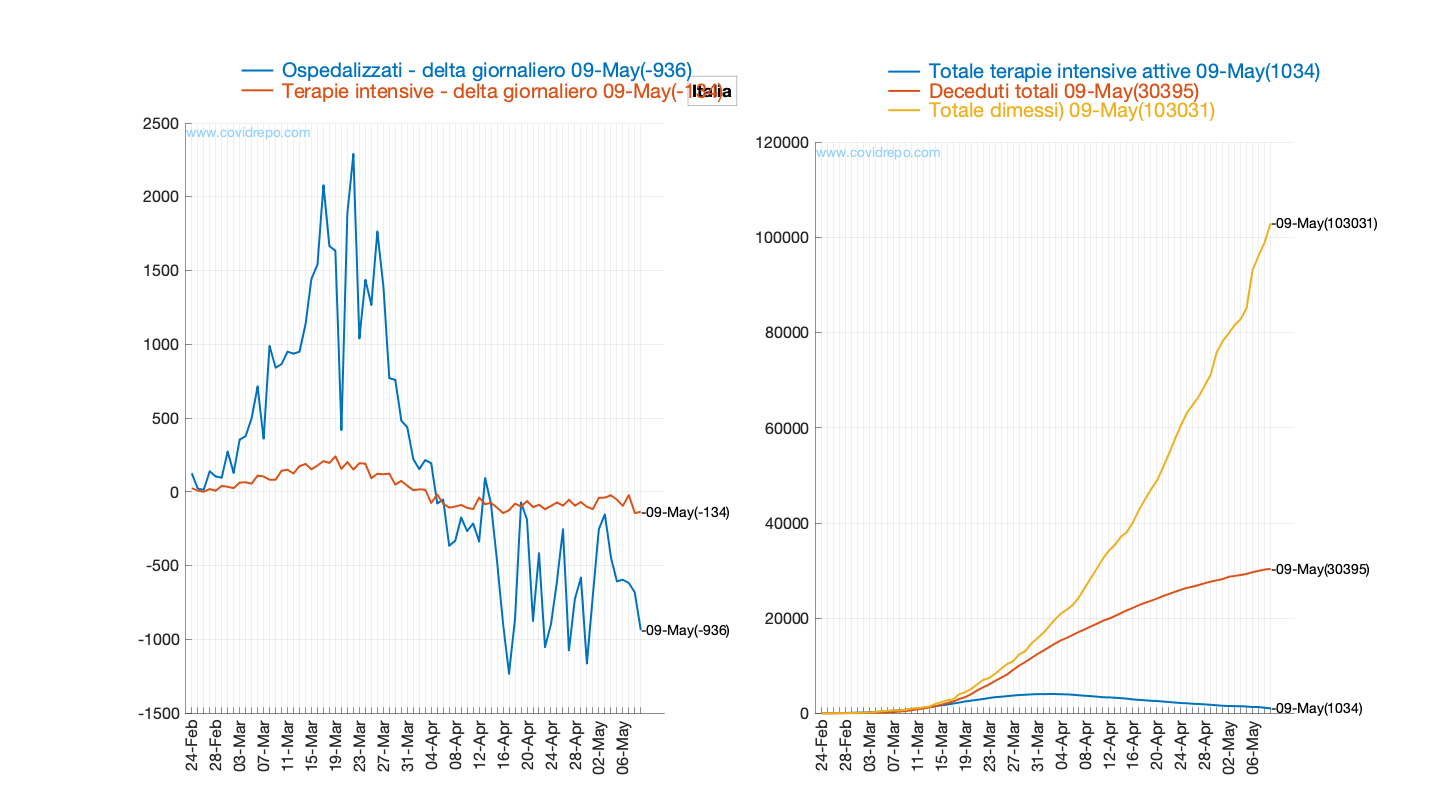 Ospedalizzati - delta giornaliero 09-May(-936)
Terapie intensive - delta giornaliero 09-May(-134)
Italia
www.covidrepo.com
2500
2000
1500
1000
500
0
-500
-1000
-1500
-09-May(-134)
-09-May(-936)
24-Feb
28-Feb
03-Mar
07-Mar
11-Mar
15-Mar
19-Mar
23-Mar
27-Mar
31-Mar
04-Apr
08-Apr
12-Apr
16-Apr
20-Apr
24-Apr
28-Apr
02-May
06-May
Totale terapie intensive attive 09-May(1034)
Deceduti totali 09-May(30395)
Totale dimessi) 09-May(103031)
www.covidrepo.com
120000
100000
80000
60000
40000
20000
0
-09-May(103031)
-09-May(30395)
-09-May(1034)
24-Feb
28-Feb
03-Mar
07-Mar
11-Mar
15-Mar
19-Mar
23-Mar
27-Mar
31-Mar
04-Apr
08-Apr
12-Apr
16-Apr
20-Apr
24-Apr
28-Apr
02-May
06-May